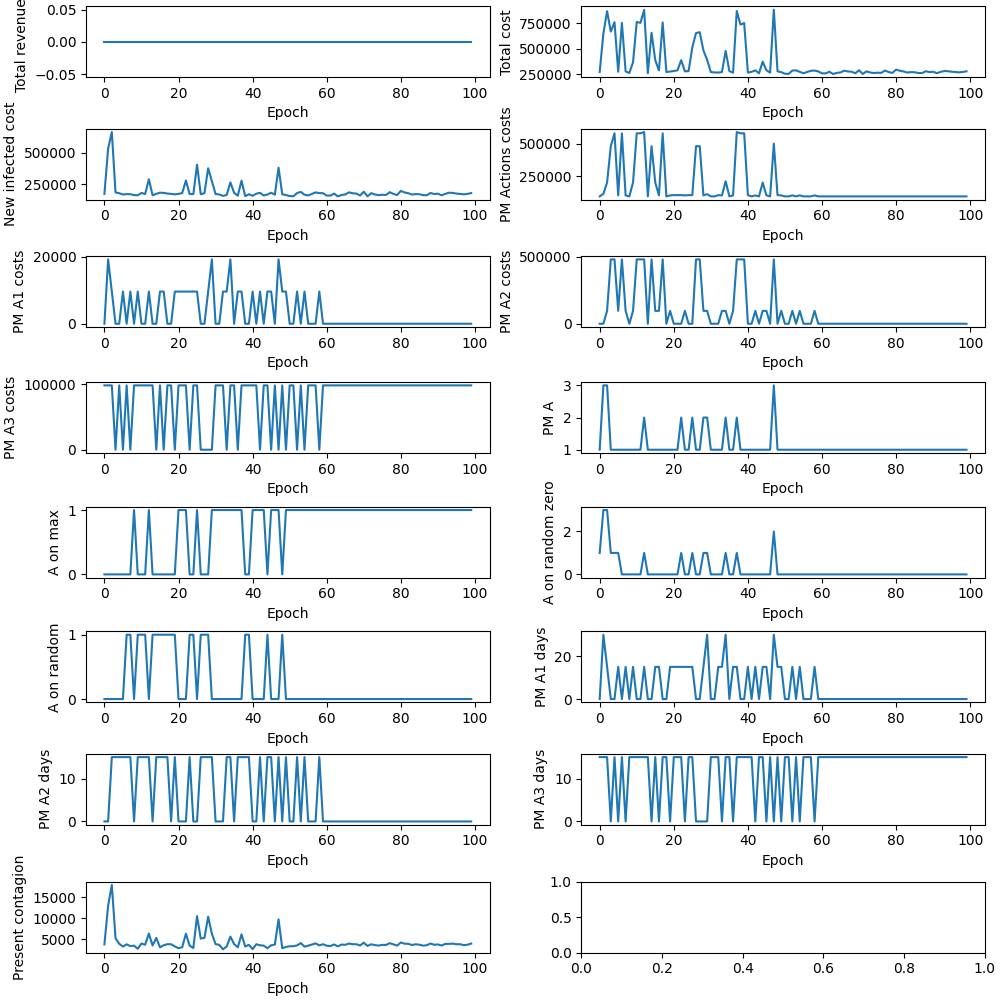 Total revenue
0.05
0.00
−0.05
0 20 40 60 80 100
Epoch
Total cost
750000
500000
250000
0 20 40 60 80 100
Epoch
New infected cost
500000
250000
0 20 40 60 80 100
Epoch
PM Actions costs
500000
250000
0 20 40 60 80 100
Epoch
PM A1 costs
20000
0
0 20 40 60 80 100
Epoch
PM A2 costs
500000
0
0 20 40 60 80 100
Epoch
PM A3 costs
100000
0
0 20 40 60 80 100
Epoch
PM A
3
2
1
0 20 40 60 80 100
Epoch
A on max
1
0
0 20 40 60 80 100
Epoch
A on random zero
2
0
0 20 40 60 80 100
Epoch
A on random
1
0
0 20 40 60 80 100
Epoch
PM A1 days
20
0
0 20 40 60 80 100
Epoch
PM A2 days
10
0
0 20 40 60 80 100
Epoch
PM A3 days
10
0
0 20 40 60 80 100
Epoch
Present contagion
15000
10000
5000
0 20 40 60 80 100
Epoch
1.0
0.5
0.0
0.0 0.2 0.4 0.6 0.8 1.0